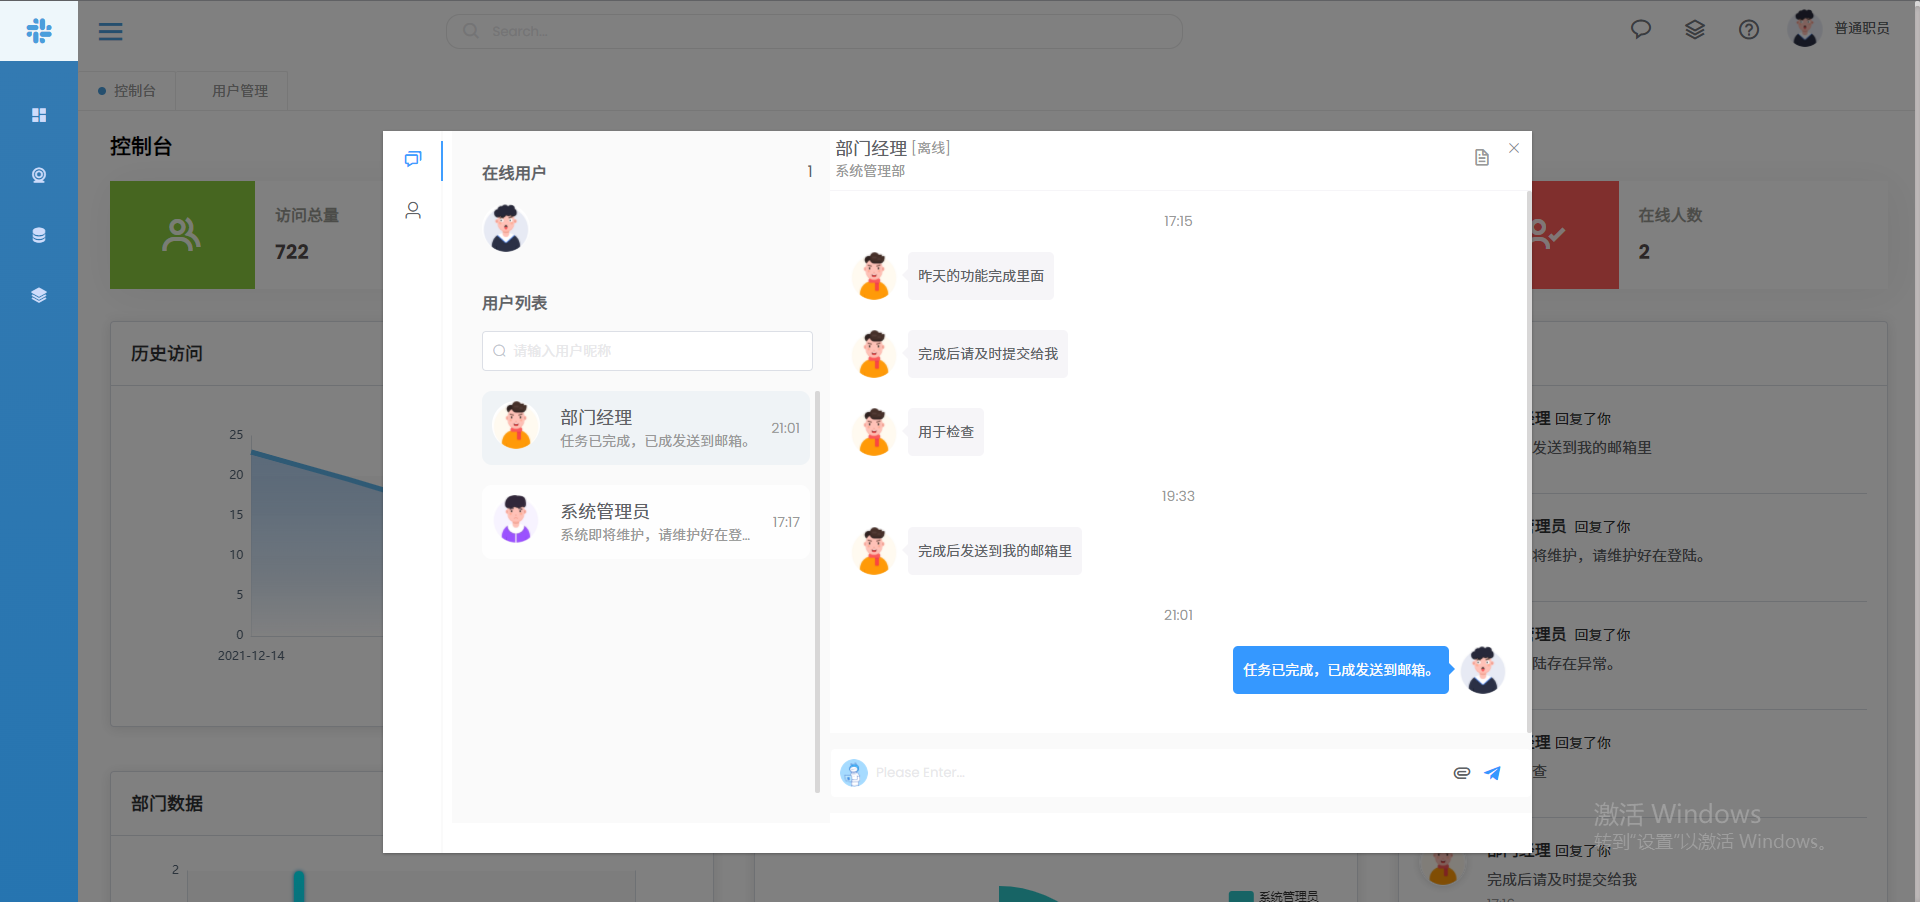 Search...
普通职员
控制台
用户管理
控制台
访问总量
722
在线人数
2
历史访问
25
20
15
10
5
0
2021-12-14
部门数据
2
在线用户
1
用户列表
请输入用户昵称
部门经理
任务已完成，已成发送到邮箱。
21:01
系统管理员
系统即将维护，请维护好在登...
17:17
部门经理 [离线]
系统管理部
17:15
昨天的功能完成里面
完成后请及时提交给我
用于检查
19:33
完成后发送到我的邮箱里
21:01
任务已完成，已成发送到邮箱。
Please Enter...
经理 回复了你
发送到我的邮箱里
管理员 回复了你
将维护，请维护好在登陆。
管理员 回复了你
陆存在异常。
经理 回复了你
查
部门经理 回复了你
完成后请及时提交给我
系统管理员
激活 Windows
转到"设置"以激活 Windows。